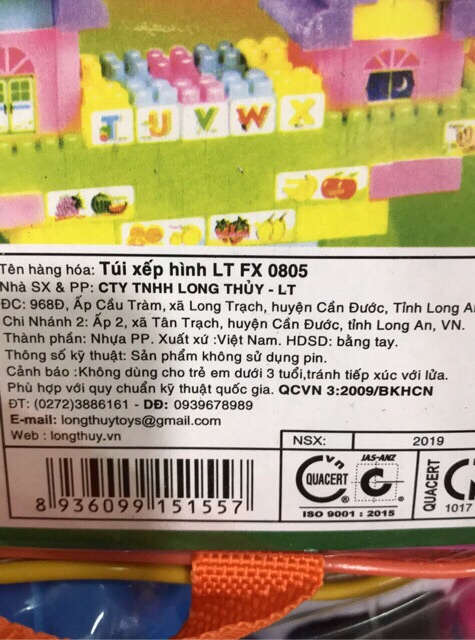 T U V W X
Tên hàng hóa: Túi xếp hình LT FX 0805
Nhà SX & PP: CTY TNHH LONG THỦY - LT
ĐC: 968Đ, Ấp Cầu Tràm, xã Long Trạch, huyện Cần Đước, Tỉnh Long A
Chi Nhánh 2: Ấp 2, xã Tân Trạch, huyện Cần Đước, tỉnh Long An, VN.
Thành phần: Nhựa PP. Xuất xứ :Việt Nam. HDSD: bằng tay.
Thông số kỹ thuật: Sản phẩm không sử dụng pin.
Cảnh báo :Không dùng cho trẻ em dưới 3 tuổi,tránh tiếp xúc với lửa.
Phù hợp với quy chuẩn kỹ thuật quốc gia. QCVN 3:2009/BKHCN
ĐT: (0272)3886161 - DĐ: 0939678989
E-mail: longthuytoys@gmail.com
Web : longthuy.vn
NSX: 2019
8 936099 151557
vn QUACERT ®
JAS-ANZ
ISO 9001 : 2015
QUACERT
1017